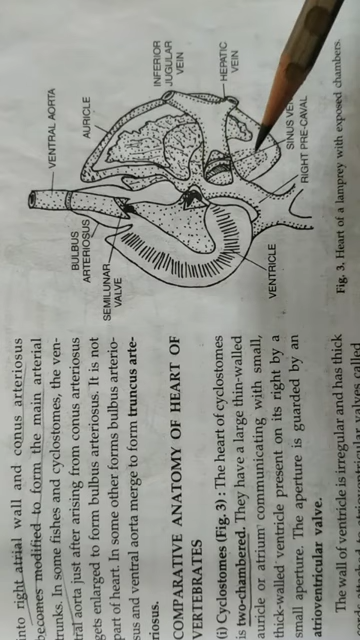 VENTRAL AORTA
AURICLE
INFERIOR
JUGULAR
VEIN
HEPATIC
VEIN
BULBUS
ARTERIOSUS
SEMILUNAR
VALVE
VENTRICLE
SINUS
RIGHT PRE-CAVAL
Fig. 3. Heart of a lamprey with exposed chambers.
into right atrial wall and conus arteriosus
becomes modified to form the main arterial
trunks. In some fishes and cyclostomes, the ven-
tral aorta just after arising from conus arteriosus
gets enlarged to form bulbus arteriosus. It is not
part of heart. In some other forms bulbus arterio-
sus and ventral aorta merge to form truncus arte-
riosus.
COMPARATIVE ANATOMY OF HEART OF
VERTEBRATES
(i) Cyclostomes (Fig. 3) : The heart of cyclostomes
is two-chambered. They have a large thin-walled
auricle or atrium communicating with small,
thick-walled ventricle present on its right by a
small aperture. The aperture is guarded by an
atrioventricular valve.
The wall of ventricle is irregular and has thick
valves called